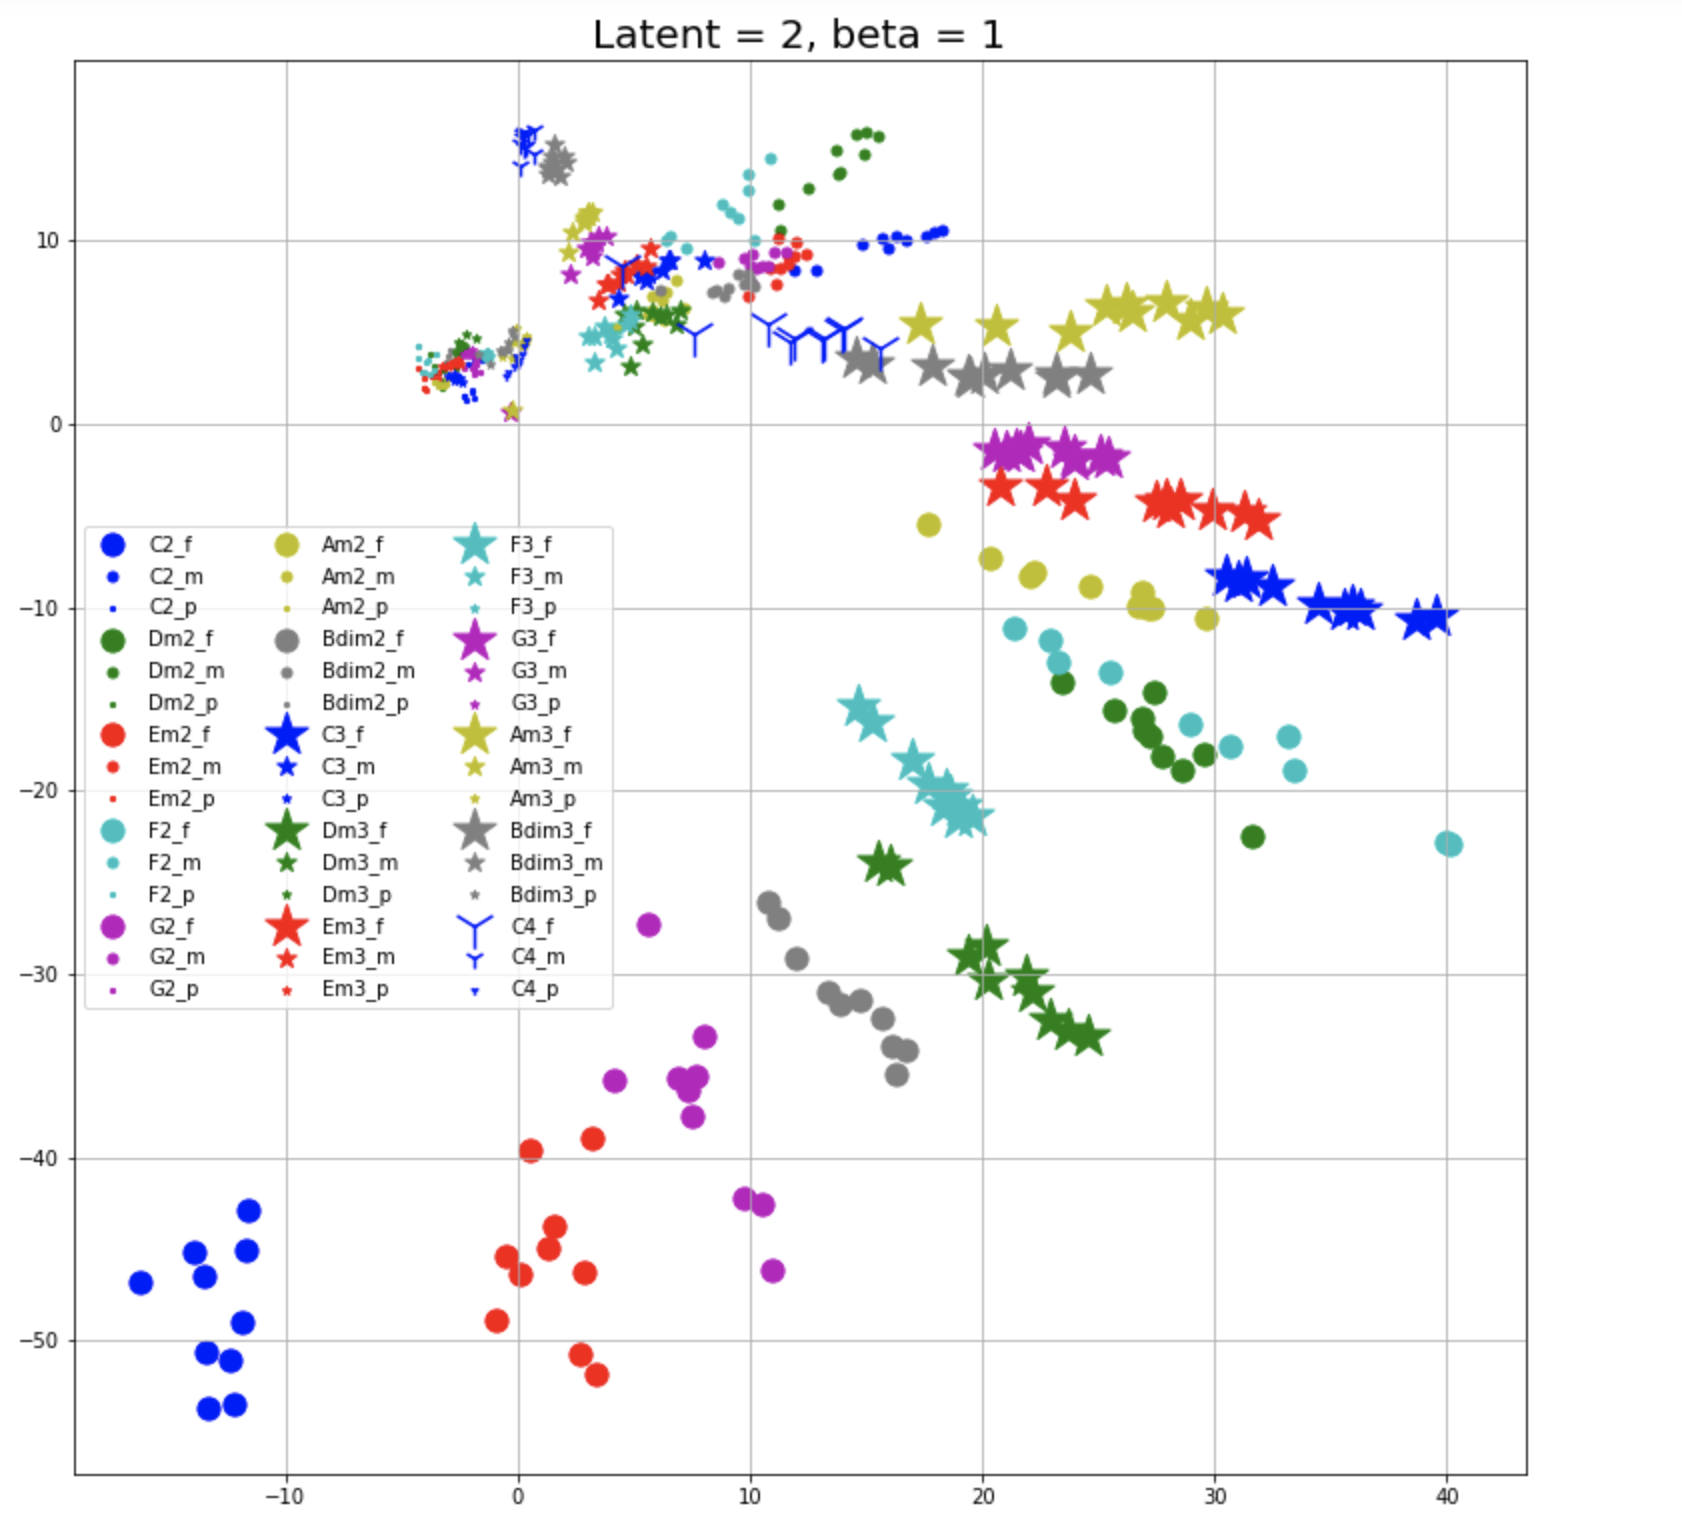 Latent = 2, beta = 1
10
0
C2_f Am2_f F3_f
C2_m Am2_m F3_m
−10 C2_p Am2_p F3_p
Dm2_f Bdim2_f G3_f
Dm2_m Bdim2_m G3_m
Dm2_p Bdim2_p G3_p
Em2_f C3_f Am3_f
Em2_m C3_m Am3_m
−20 Em2_p C3_p Am3_p
F2_f Dm3_f Bdim3_f
F2_m Dm3_m Bdim3_m
F2_p Dm3_p Bdim3_p
G2_f Em3_f C4_f
G2_m Em3_m C4_m
−30 G2_p Em3_p C4_p
−40
−50
−10 0 10 20 30 40